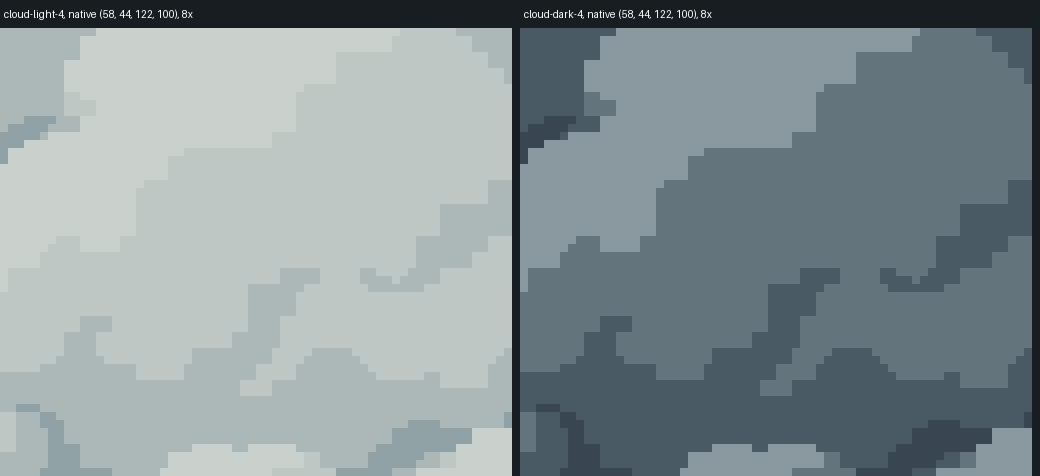 cloud-light-4, native (58, 44, 122, 100), 8x
cloud-dark-4, native (58, 44, 122, 100), 8x